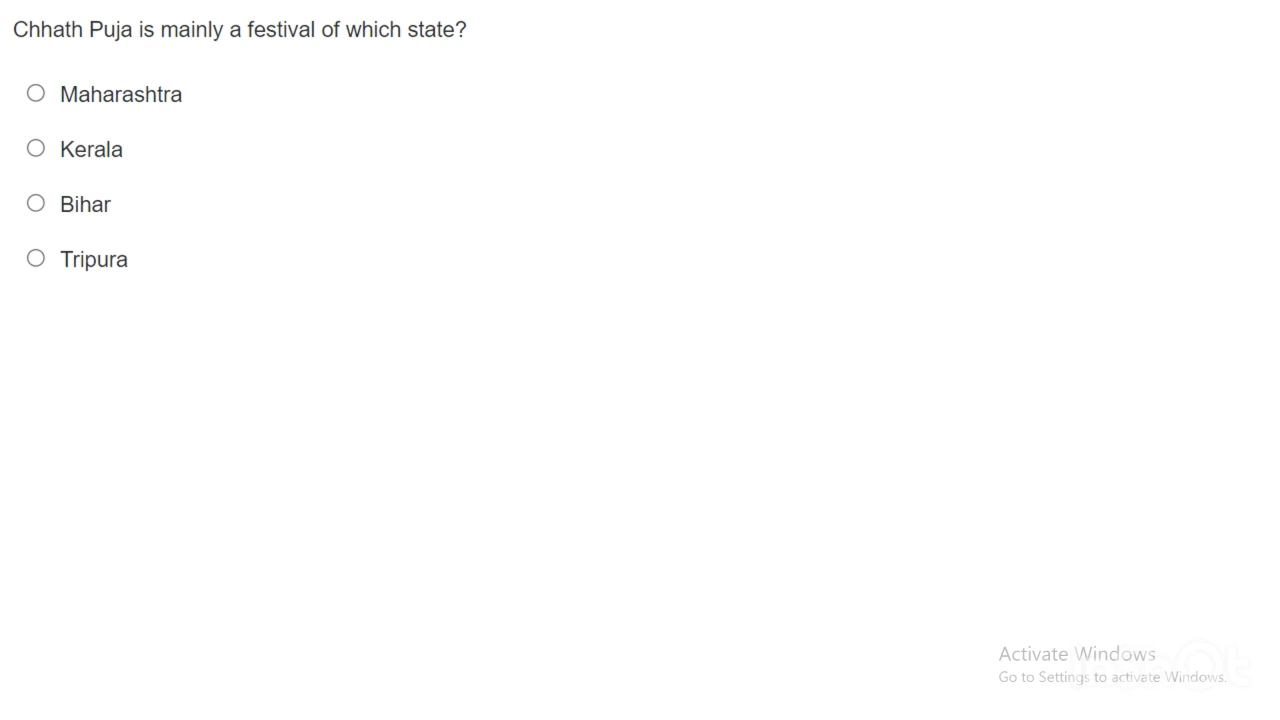 Chhath Puja is mainly a festival of which state?
Maharashtra
Kerala
Bihar
Tripura
Activate Windows
Go to Settings to activate Windows.